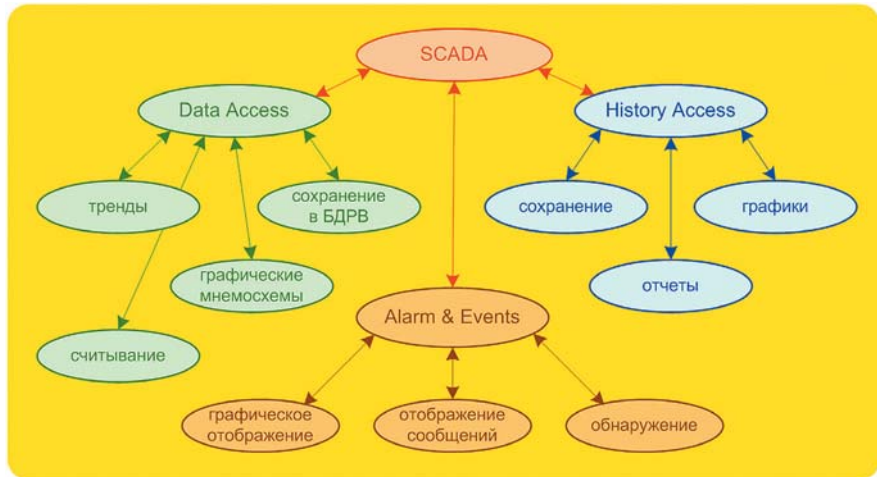 SCADA
Data Access
History Access
тренды
сохранение
в БДРВ
сохранение
графики
графические
мнемосхемы
отчеты
Alarm & Events
считывание
графическое
отображение
отображение
сообщений
обнаружение